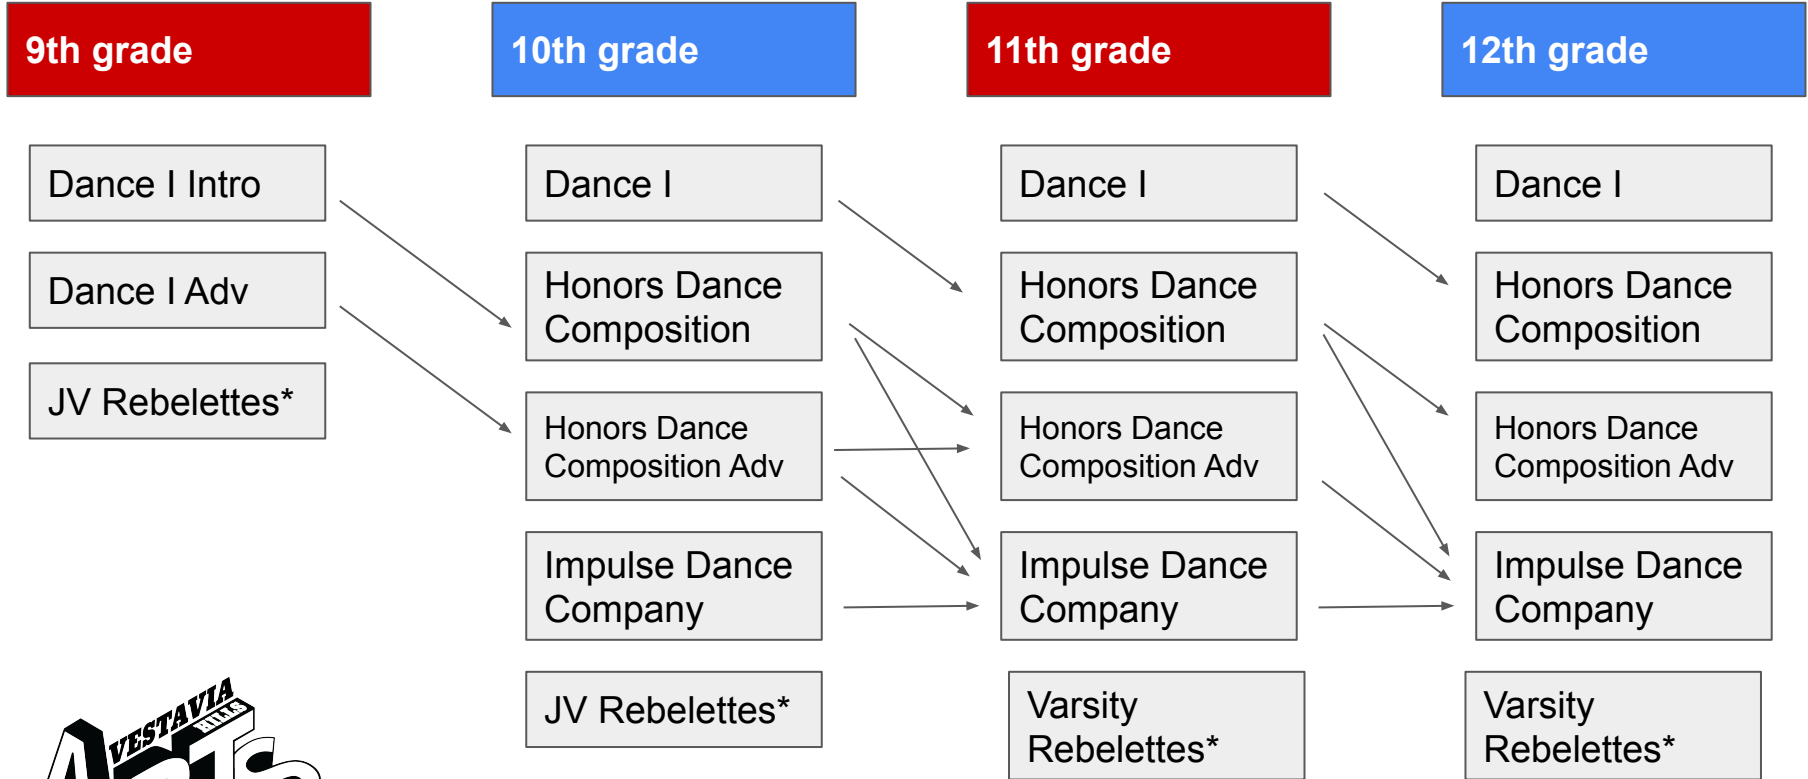 9th grade
10th grade
11th grade
12th grade
Dance I Intro
Dance I
Dance I
Dance I
Dance I Adv
Honors Dance
Composition
Honors Dance
Composition
Honors Dance
Composition
JV Rebelettes*
Honors Dance
Composition Adv
Honors Dance
Composition Adv
Honors Dance
Composition Adv
Impulse Dance
Company
Impulse Dance
Company
Impulse Dance
Company
JV Rebelettes*
Varsity
Rebelettes*
Varsity
Rebelettes*
VESTAVIA
HILLS
ARTS